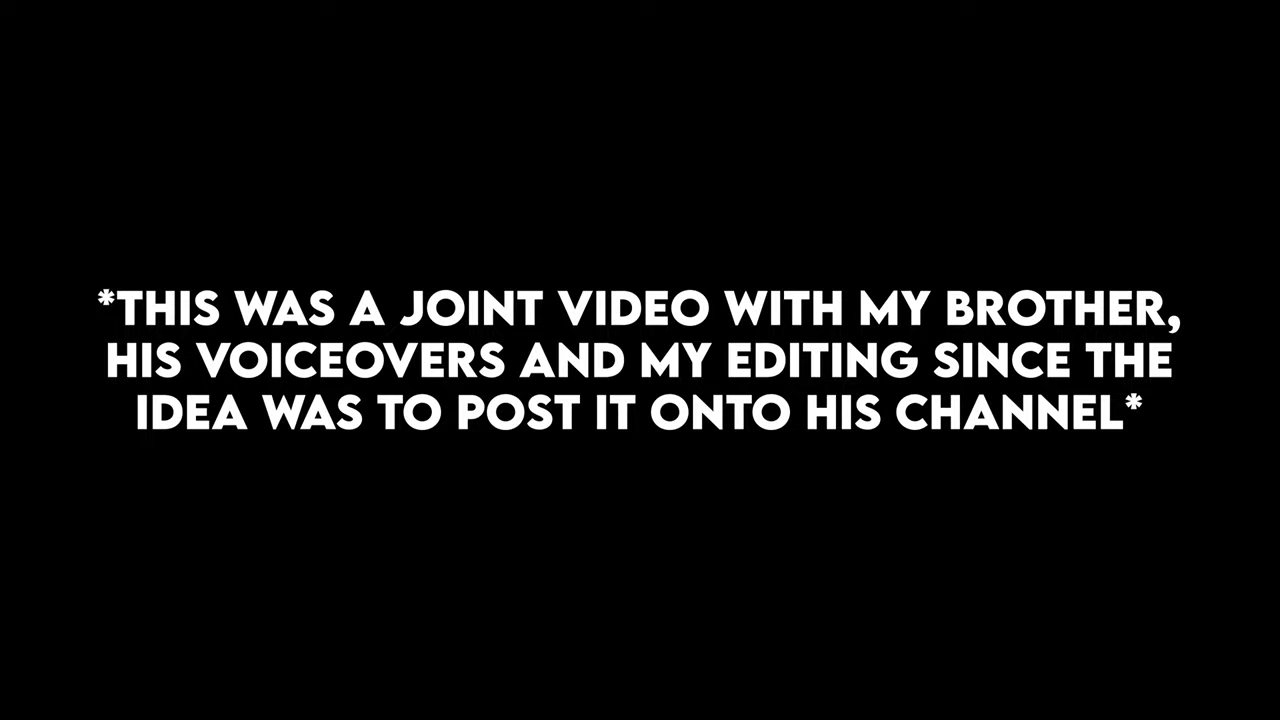 *THIS WAS A JOINT VIDEO WITH MY BROTHER,
HIS VOICEOVERS AND MY EDITING SINCE THE
IDEA WAS TO POST IT ONTO HIS CHANNEL*